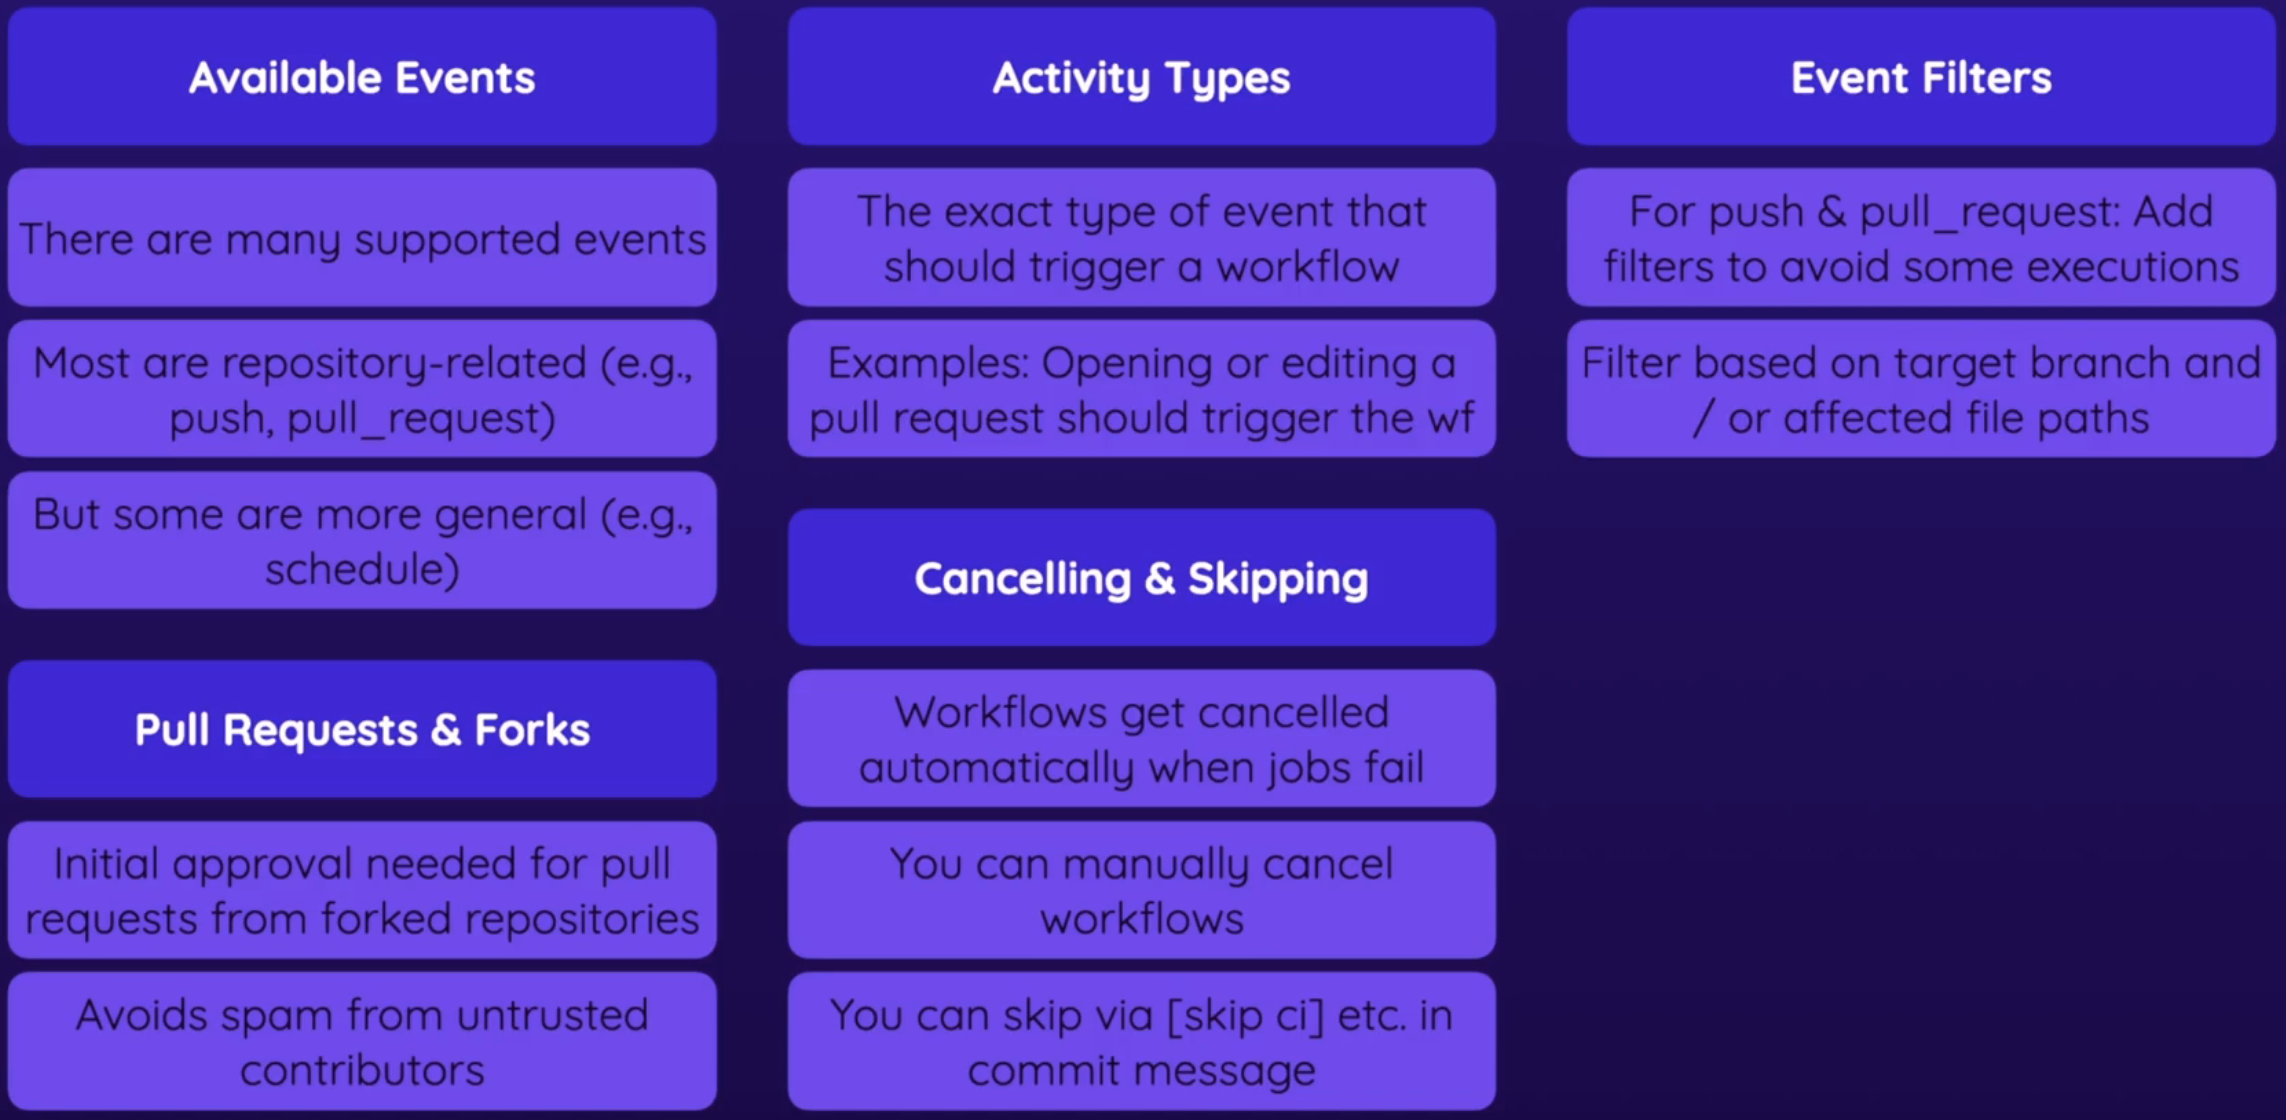 Available Events
There are many supported events
Most are repository-related (e.g.,
push, pull_request)
But some are more general (e.g.,
schedule)
Pull Requests & Forks
Initial approval needed for pull
requests from forked repositories
Avoids spam from untrusted
contributors
Activity Types
The exact type of event that
should trigger a workflow
Examples: Opening or editing a
pull request should trigger the wf
Cancelling & Skipping
Workflows get cancelled
automatically when jobs fail
You can manually cancel
workflows
You can skip via [skip ci] etc. in
commit message
Event Filters
For push & pull_request: Add
filters to avoid some executions
Filter based on target branch and
/ or affected file paths